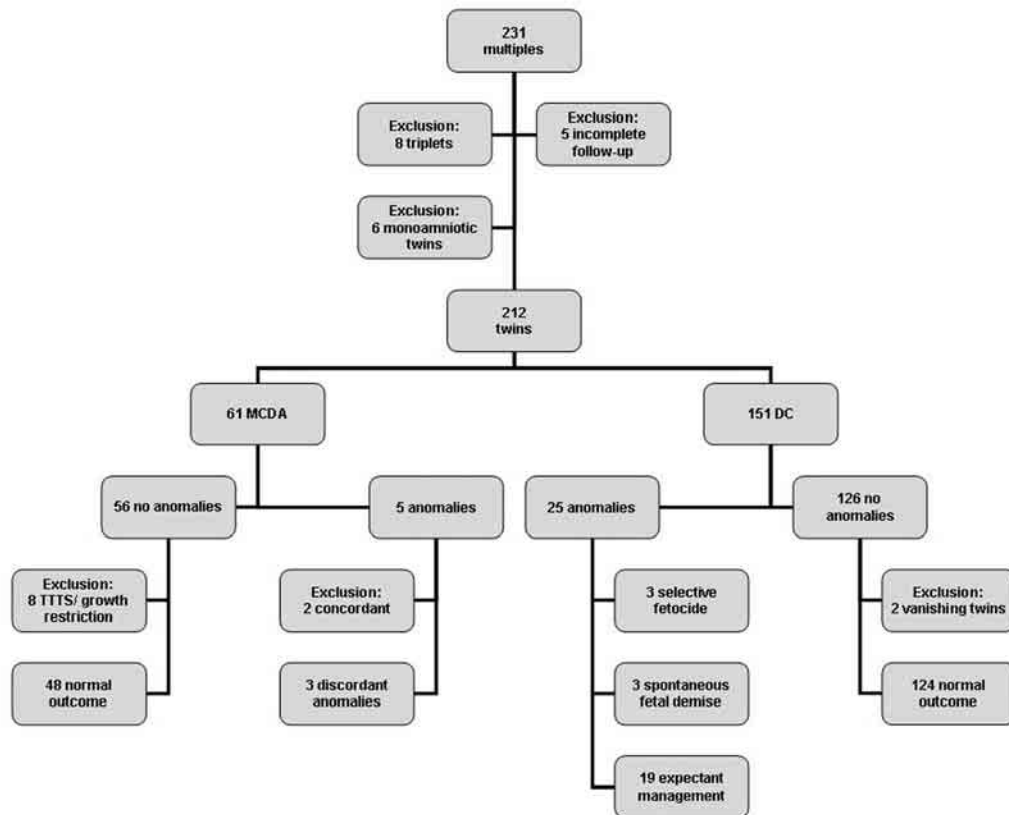 231
multiples
Exclusion:
8 triplets
Exclusion:
5 incomplete
follow-up
Exclusion:
6 monoamniotic
twins
212
twins
61 MCDA
151 DC
56 no anomalies
5 anomalies
25 anomalies
126 no
anomalies
Exclusion:
8 TTTS/ growth
restriction
Exclusion:
2 concordant
3 selective
fetocide
Exclusion:
2 vanishing twins
48 normal
outcome
3 discordant
anomalies
3 spontaneous
fetal demise
124 normal
outcome
19 expectant
management